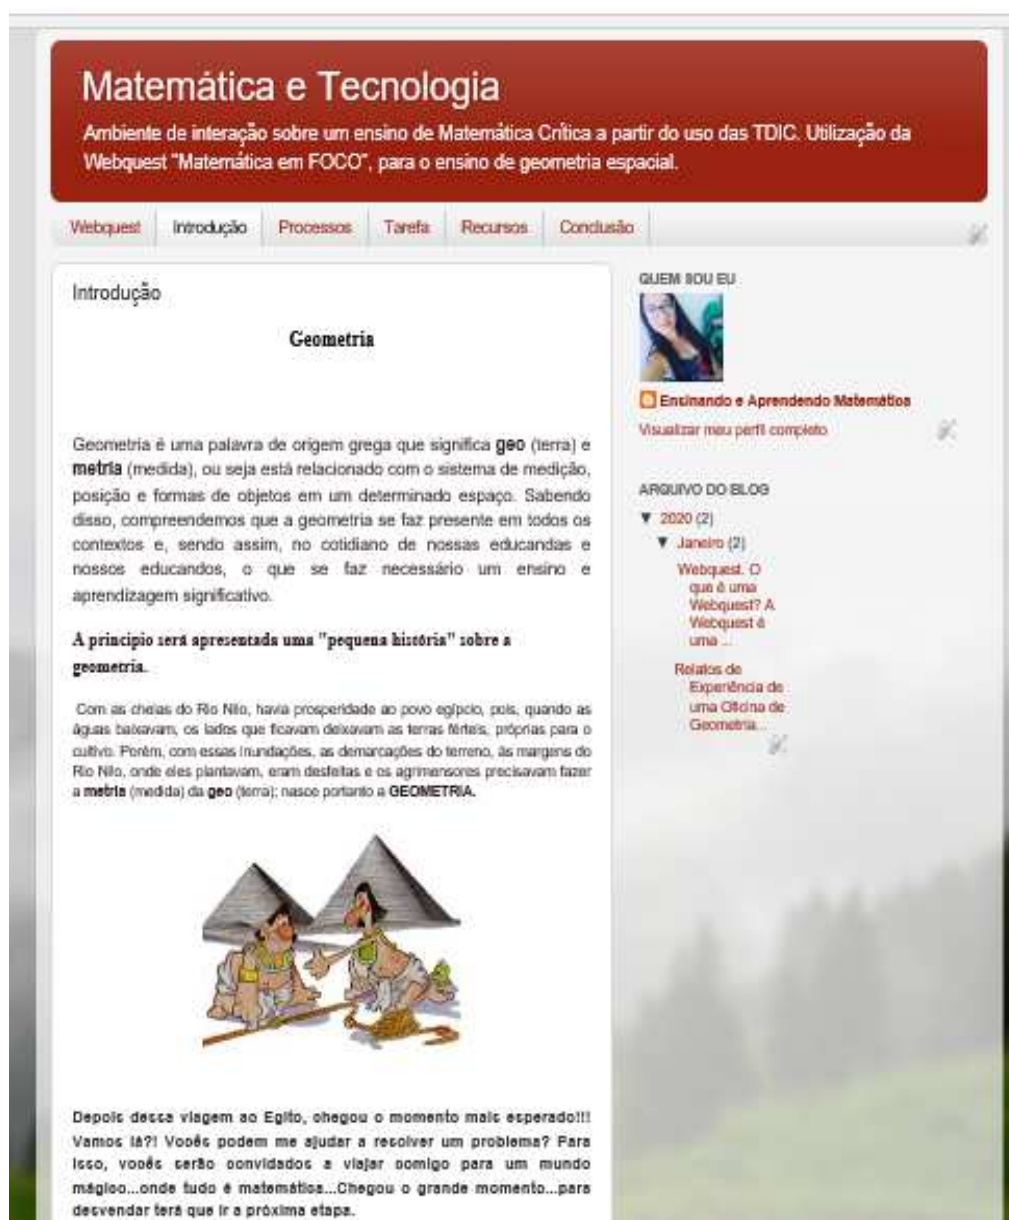 Matemática e Tecnologia
Ambiente de interação sobre um ensino de Matemática Crítica a partir do uso das TDIC. Utilização da
Webquest "Matemática em FOCO", para o ensino de geometria espacial.
Webquest Introdução Processos Tarefa Recursos Conclusão
Introdução
Geometria
Geometria é uma palavra de origem grega que significa geo (terra) e
metria (medida), ou seja está relacionado com o sistema de medição,
posição e formas de objetos em um determinado espaço. Sabendo
disso, compreendemos que a geometria se faz presente em todos os
contextos e, sendo assim, no cotidiano de nossas educandas e
nossos educandos, o que se faz necessário um ensino e
aprendizagem significativo.
A principio será apresentada uma "pequena história" sobre a
geometria.
Com as cheias do Rio Nilo, havia prosperidade ao povo egípcio, pois, quando as
águas baixavam, os lados que ficavam deixavam as terras férteis, próprias para o
cultivo. Porém, com essas inundações, as demarcações do terreno, às margens do
Rio Nilo, onde eles plantavam, eram desfeitas e os agrimensores precisavam fazer
a metria (medida) da geo (terra); nasce portanto a GEOMETRIA.
Depois dessa viagem ao Egito, chegou o momento mais esperado!!!
Vamos lá?! Vocês podem me ajudar a resolver um problema? Para
isso, vocês serão convidados a viajar comigo para um mundo
mágico...onde tudo é matemática...Chegou o grande momento...para
desvendar terá que ir a próxima etapa.
QUEM SOU EU
Ensinando e Aprendendo Matemática
Visualizar meu perfil completo
ARQUIVO DO BLOG
▼ 2020 (2)
▼ Janeiro (2)
Webquest. O
que é uma
Webquest? A
Webquest é
uma ...
Relatos de
Experiência de
uma Oficina de
Geometria...